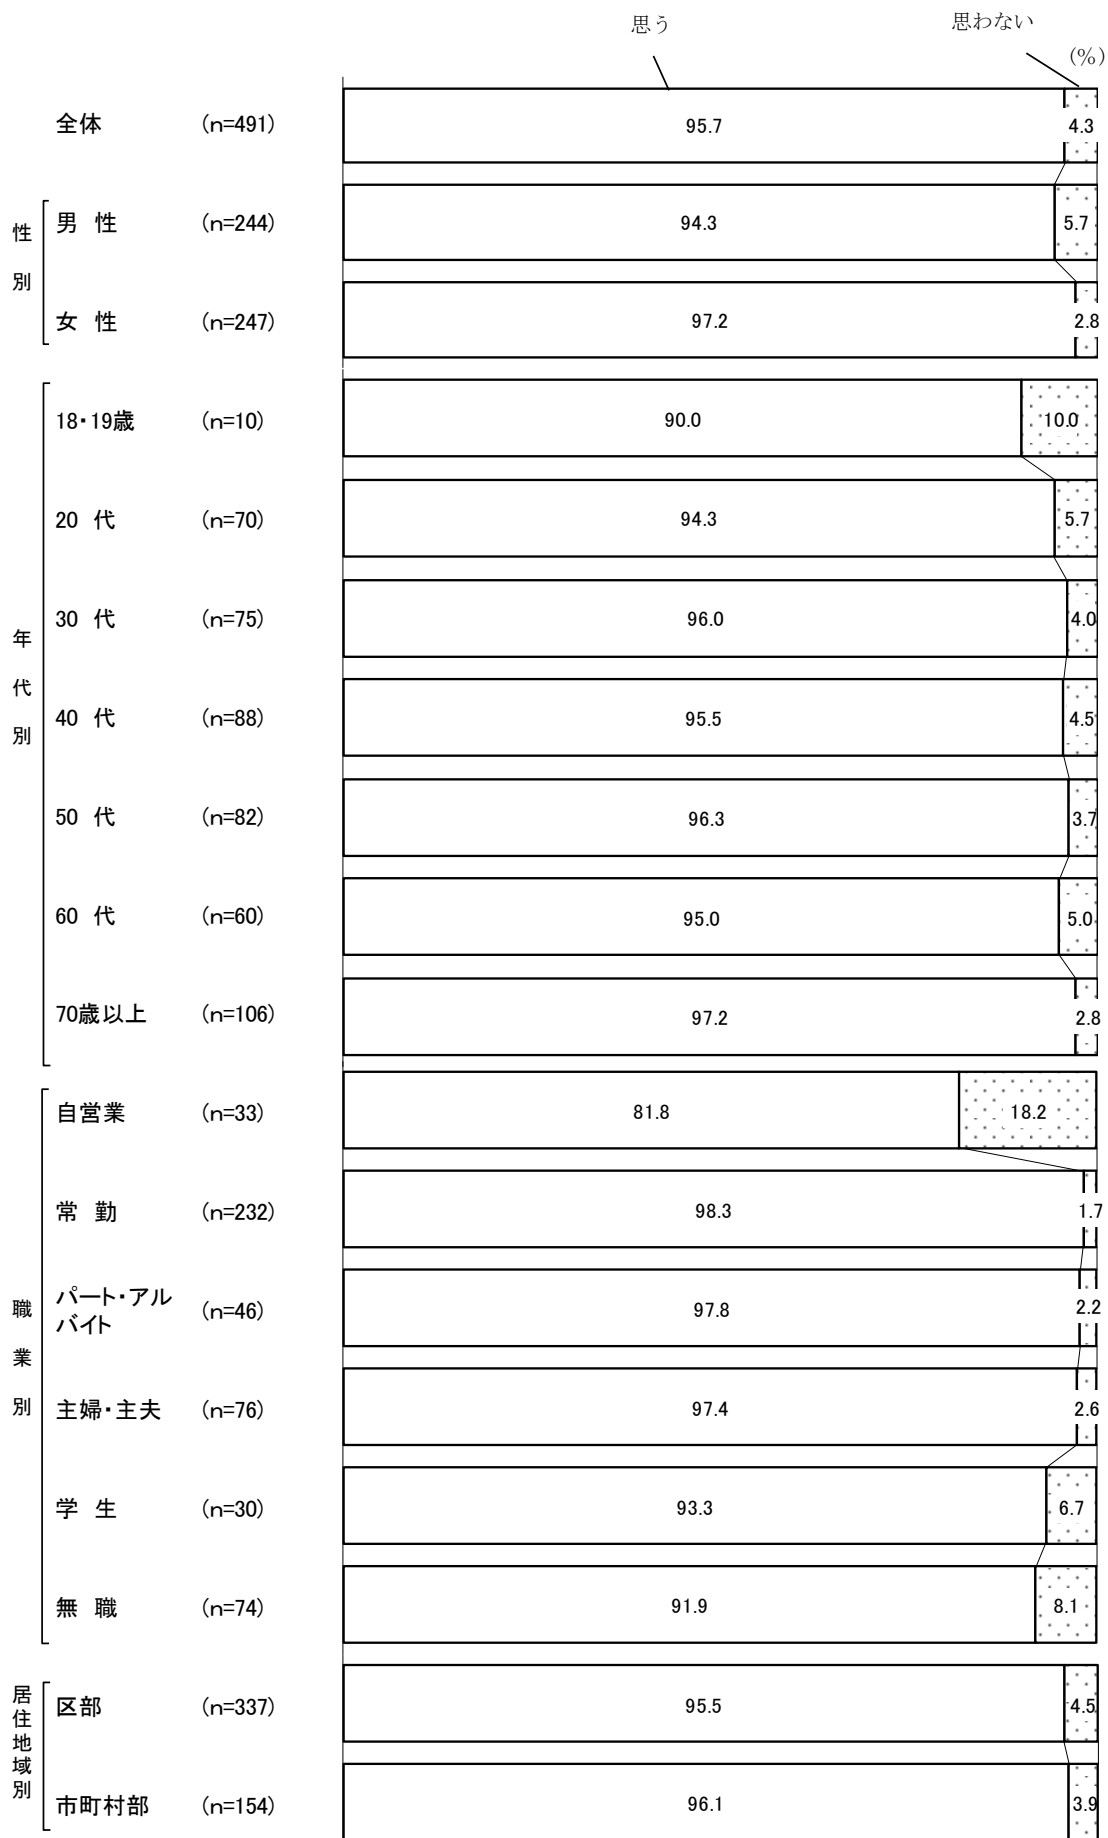 思う
思わない
(%)
全体 (n=491) 95.7 4.3
性別
男 性 (n=244) 94.3 5.7
女 性 (n=247) 97.2 2.8
年代別
18・19歳 (n=10) 90.0 10.0
20 代 (n=70) 94.3 5.7
30 代 (n=75) 96.0 4.0
40 代 (n=88) 95.5 4.5
50 代 (n=82) 96.3 3.7
60 代 (n=60) 95.0 5.0
70歳以上 (n=106) 97.2 2.8
職業別
自営業 (n=33) 81.8 18.2
常 勤 (n=232) 98.3 1.7
パート・アル
バイト (n=46) 97.8 2.2
主婦・主夫 (n=76) 97.4 2.6
学 生 (n=30) 93.3 6.7
無 職 (n=74) 91.9 8.1
居住地域別
区部 (n=337) 95.5 4.5
市町村部 (n=154) 96.1 3.9